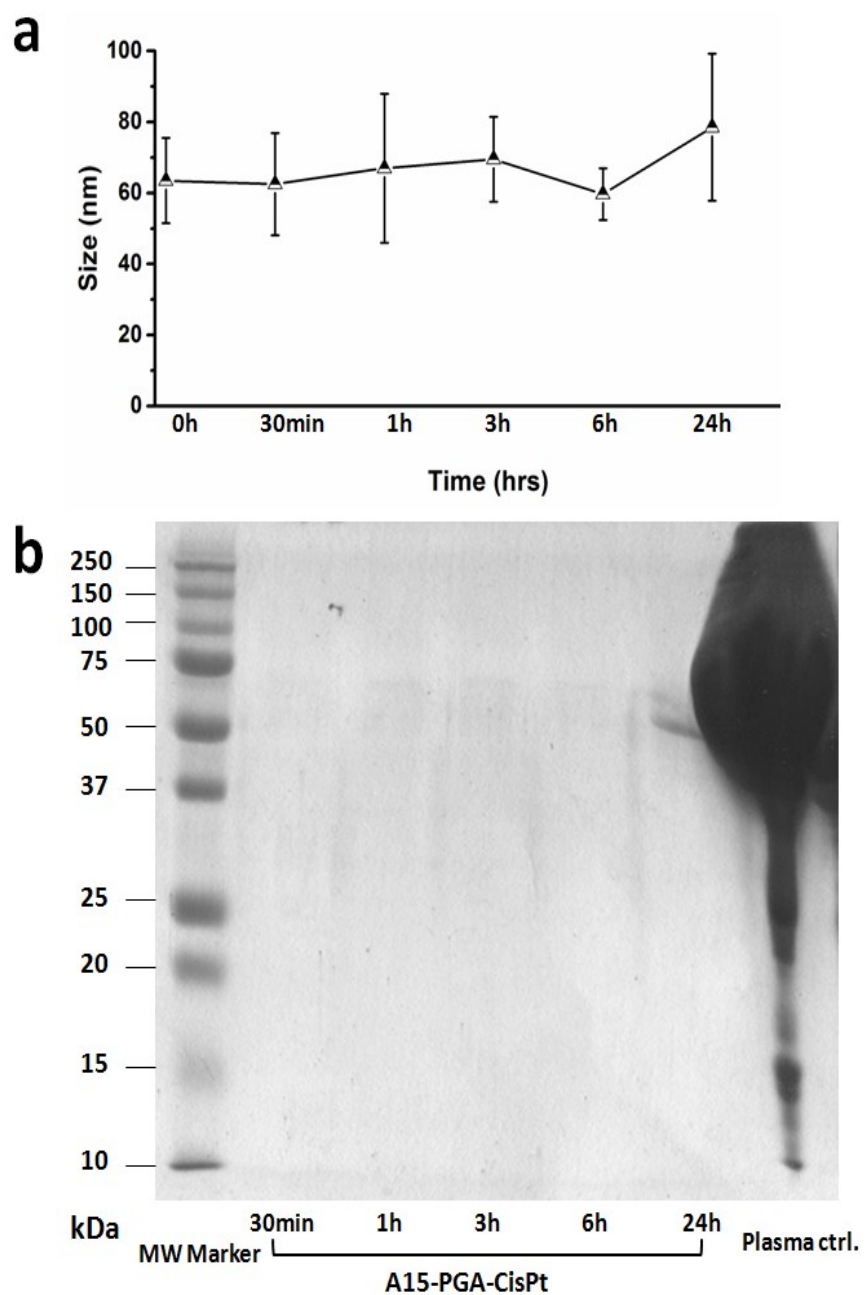 a
100
80
60
40
20
0
Size (nm)
0h 30min 1h 3h 6h 24h
Time (hrs)
b
250
150
100
75
50
37
25
20
15
10
kDa
MW Marker
30min 1h 3h 6h 24h
Plasma ctrl.
A15-PGA-CisPt